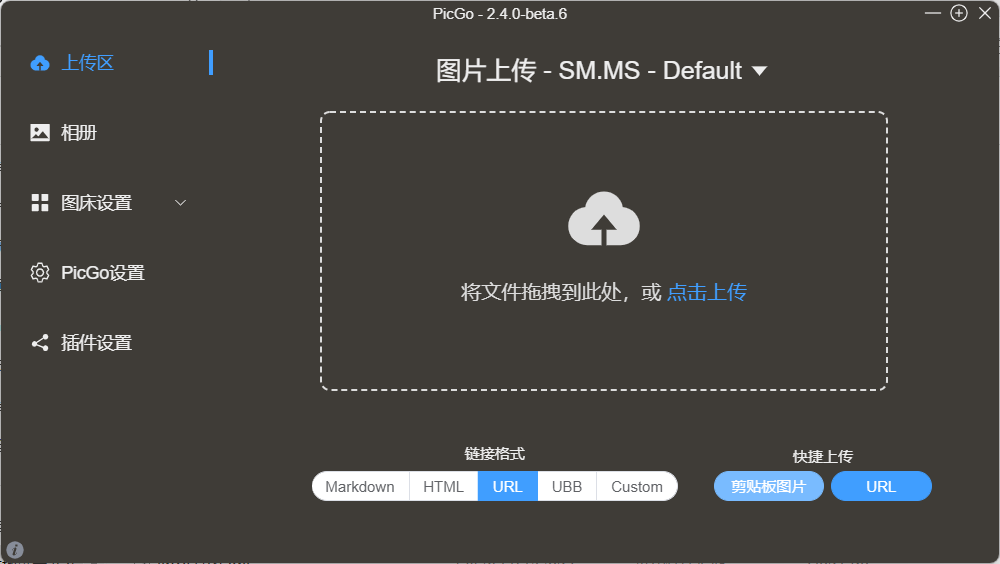 PicGo - 2.4.0-beta.6
上传区
相册
图床设置
PicGo设置
插件设置
图片上传 - SM.MS - Default
将文件拖拽到此处，或 点击上传
链接格式
Markdown HTML URL UBB Custom
快捷上传
剪贴板图片 URL